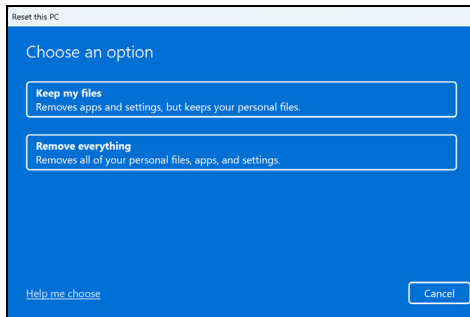 Reset this PC
Choose an option
Keep my files
Removes apps and settings, but keeps your personal files.
Remove everything
Removes all of your personal files, apps, and settings.
Help me choose
Cancel